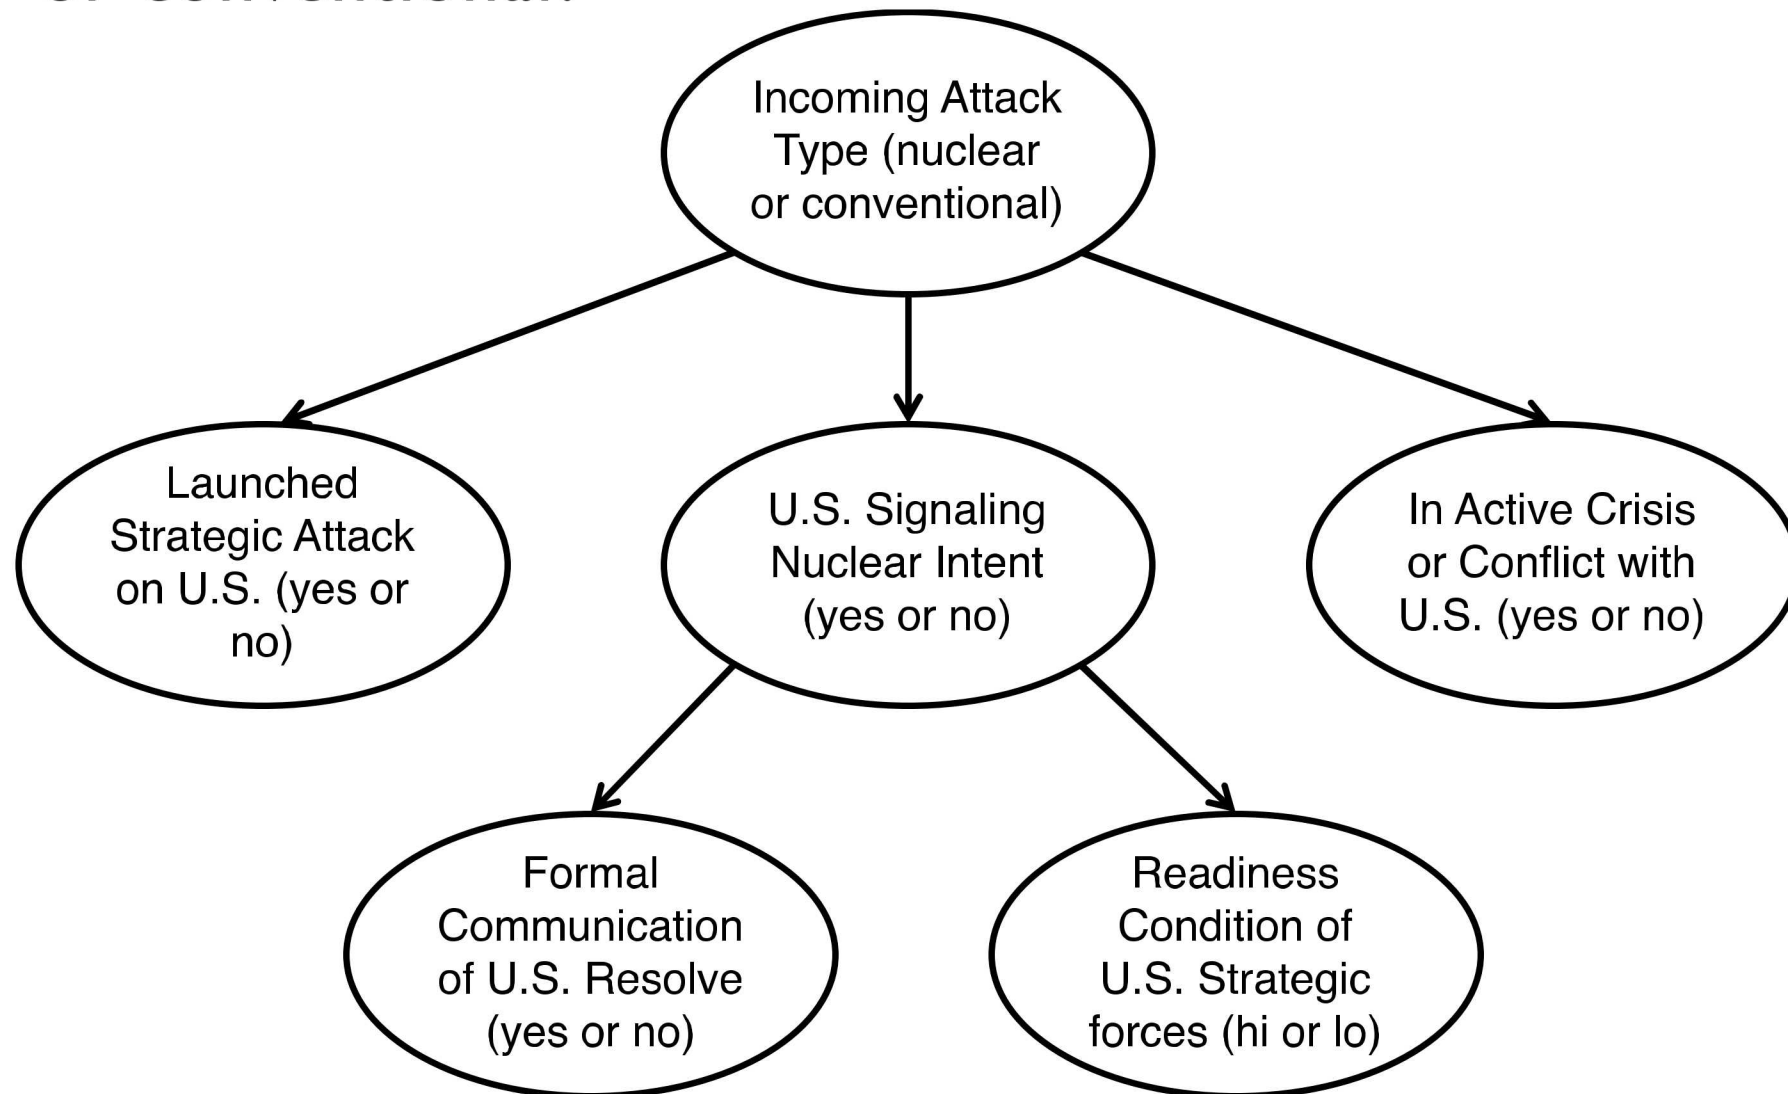 or conventional.
Incoming Attack
Type (nuclear
or conventional)
Launched
Strategic Attack
on U.S. (yes or
no)
U.S. Signaling
Nuclear Intent
(yes or no)
In Active Crisis
or Conflict with
U.S. (yes or no)
Formal
Communication
of U.S. Resolve
(yes or no)
Readiness
Condition of
U.S. Strategic
forces (hi or lo)